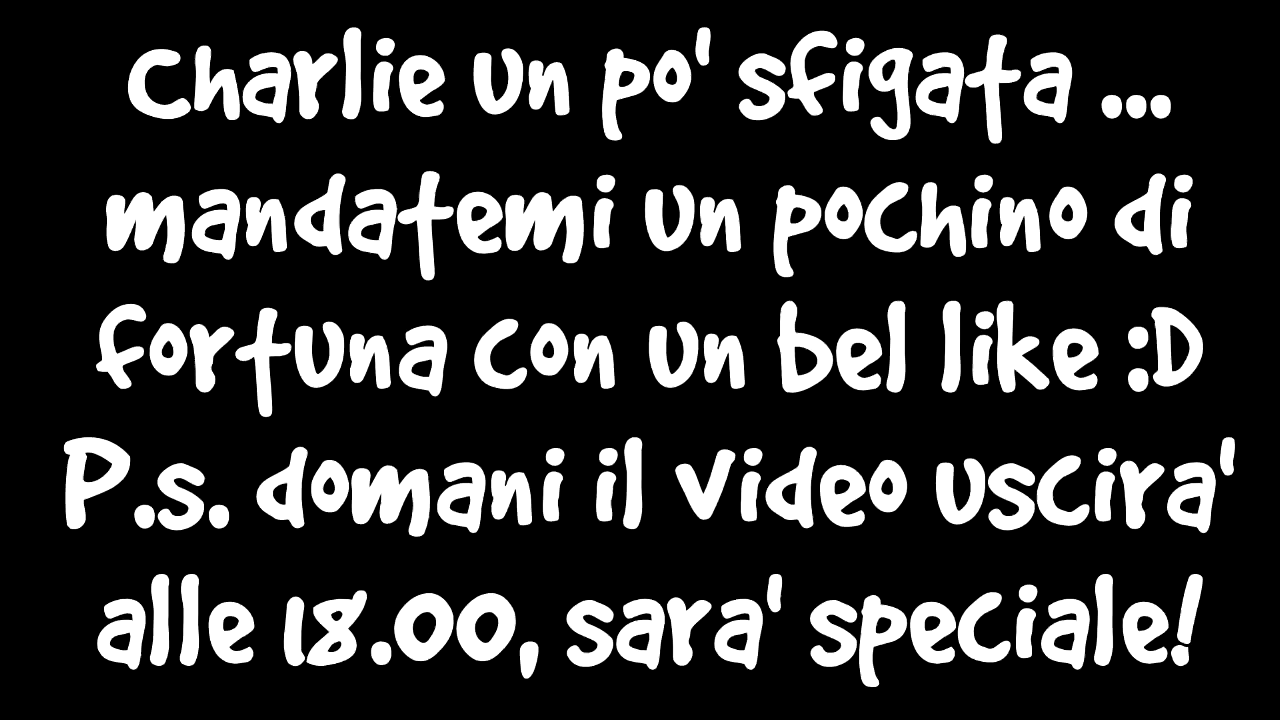 Charlie un po' sfigata ...
mandatemi un pochino di
fortuna con un bel like :D
P.s. domani il video uscira'
alle 18.00, sara' speciale!